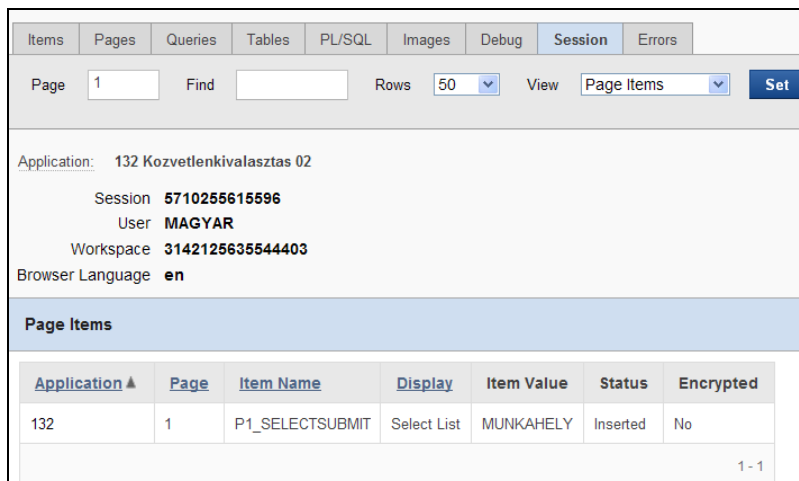 Items Pages Queries Tables PL/SQL Images Debug Session Errors
Page 1 Find Rows 50 View Page Items Set
Application: 132 Kozvetlenkivalasztas 02
Session 5710255615596
User MAGYAR
Workspace 3142125635544403
Browser Language en
Page Items
Application Page Item Name Display Item Value Status Encrypted
132 1 P1_SELECTSUBMIT Select List MUNKAHELY Inserted No
1 - 1